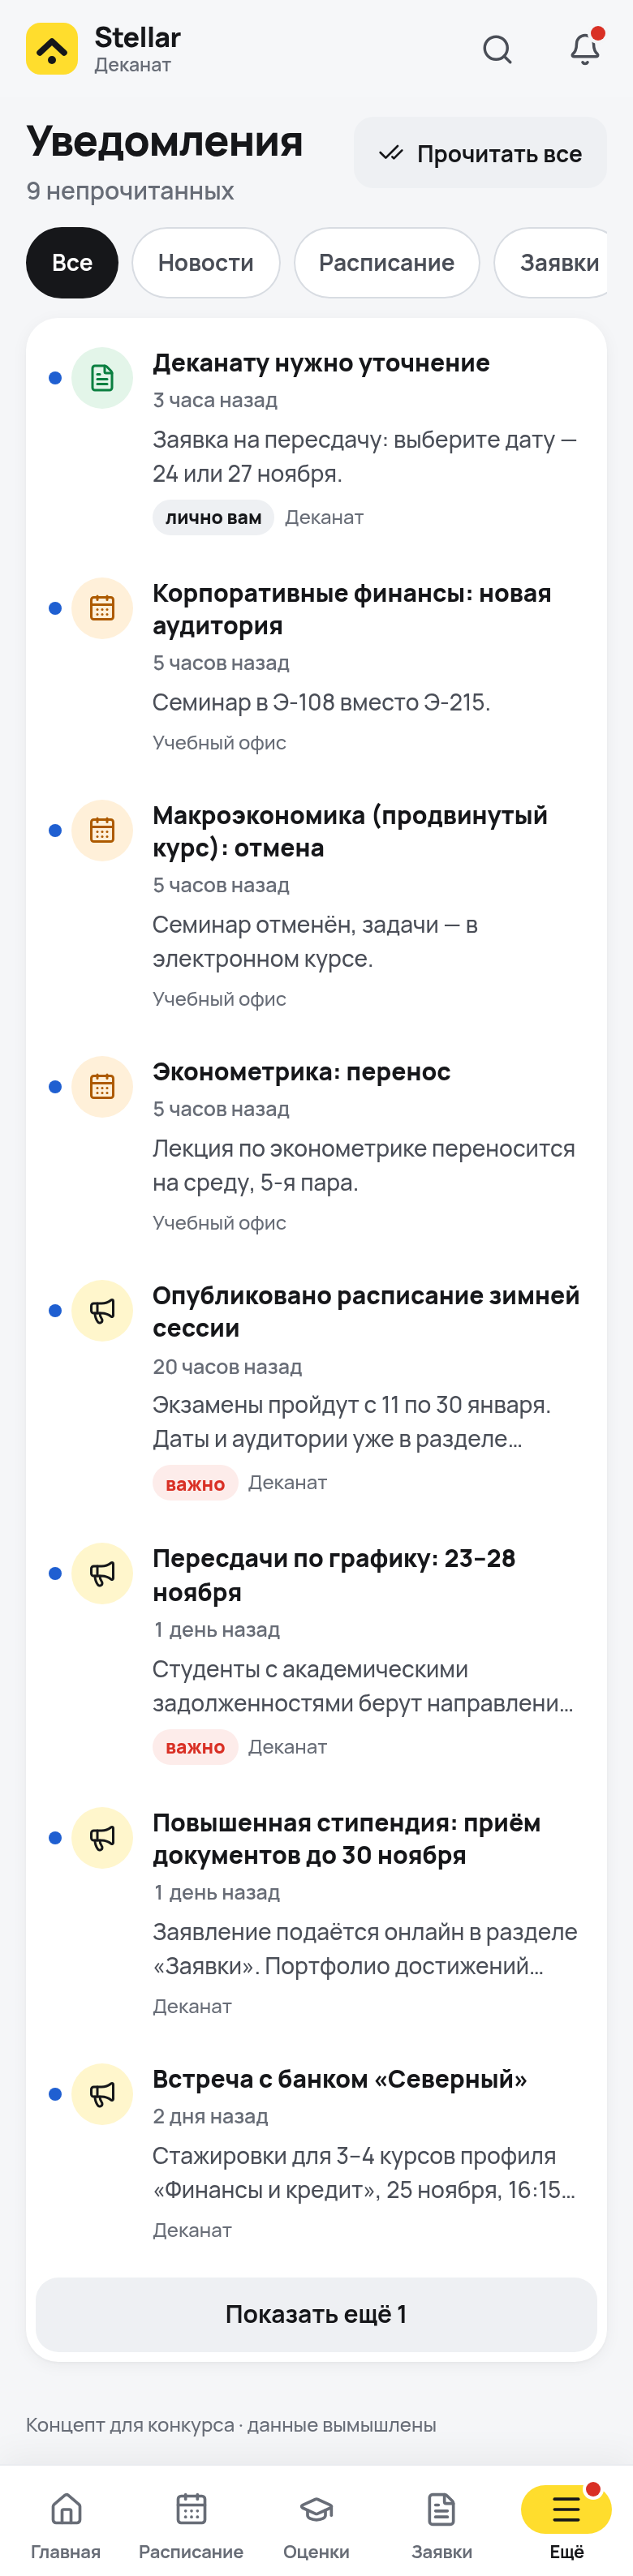 Stellar
Деканат
Уведомления
Прочитать все
9 непрочитанных
Все
Новости
Расписание
Заявки
Деканату нужно уточнение
3 часа назад
Заявка на пересдачу: выберите дату —
24 или 27 ноября.
лично вам Деканат
Корпоративные финансы: новая
аудитория
5 часов назад
Семинар в Э-108 вместо Э-215.
Учебный офис
Макроэкономика (продвинутый
курс): отмена
5 часов назад
Семинар отменён, задачи — в
электронном курсе.
Учебный офис
Эконометрика: перенос
5 часов назад
Лекция по эконометрике переносится
на среду, 5-я пара.
Учебный офис
Опубликовано расписание зимней
сессии
20 часов назад
Экзамены пройдут с 11 по 30 января.
Даты и аудитории уже в разделе…
важно Деканат
Пересдачи по графику: 23–28
ноября
1 день назад
Студенты с академическими
задолженностями берут направлени…
важно Деканат
Повышенная стипендия: приём
документов до 30 ноября
1 день назад
Заявление подаётся онлайн в разделе
«Заявки». Портфолио достижений…
Деканат
Встреча с банком «Северный»
2 дня назад
Стажировки для 3–4 курсов профиля
«Финансы и кредит», 25 ноября, 16:15…
Деканат
Показать ещё 1
Концепт для конкурса · данные вымышлены
Главная
Расписание
Оценки
Заявки
Ещё